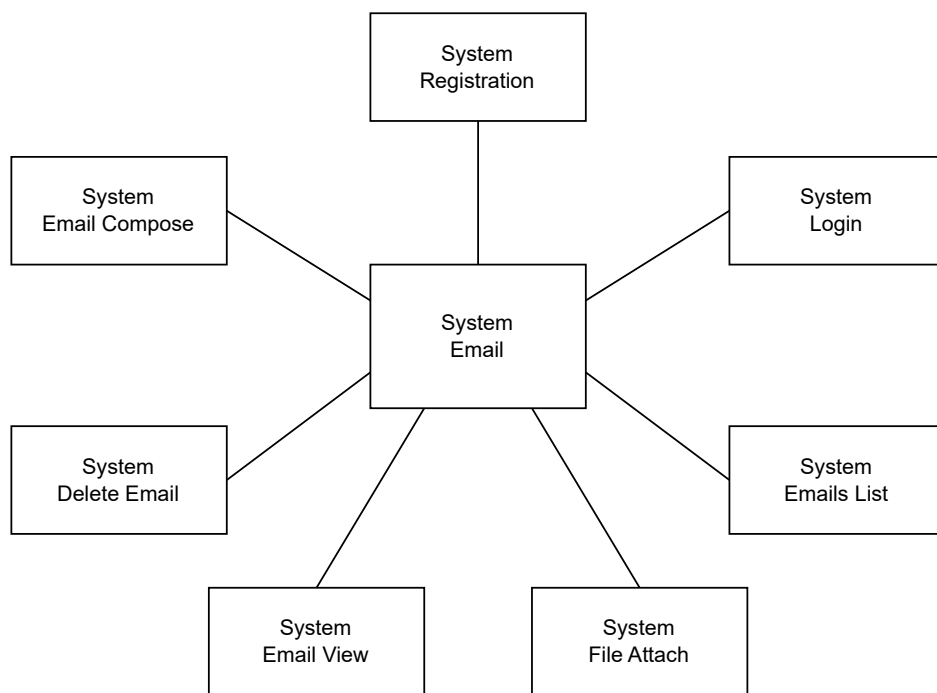 System
Registration
System
Email Compose
System
Login
System
Email
System
Delete Email
System
Emails List
System
Email View
System
File Attach